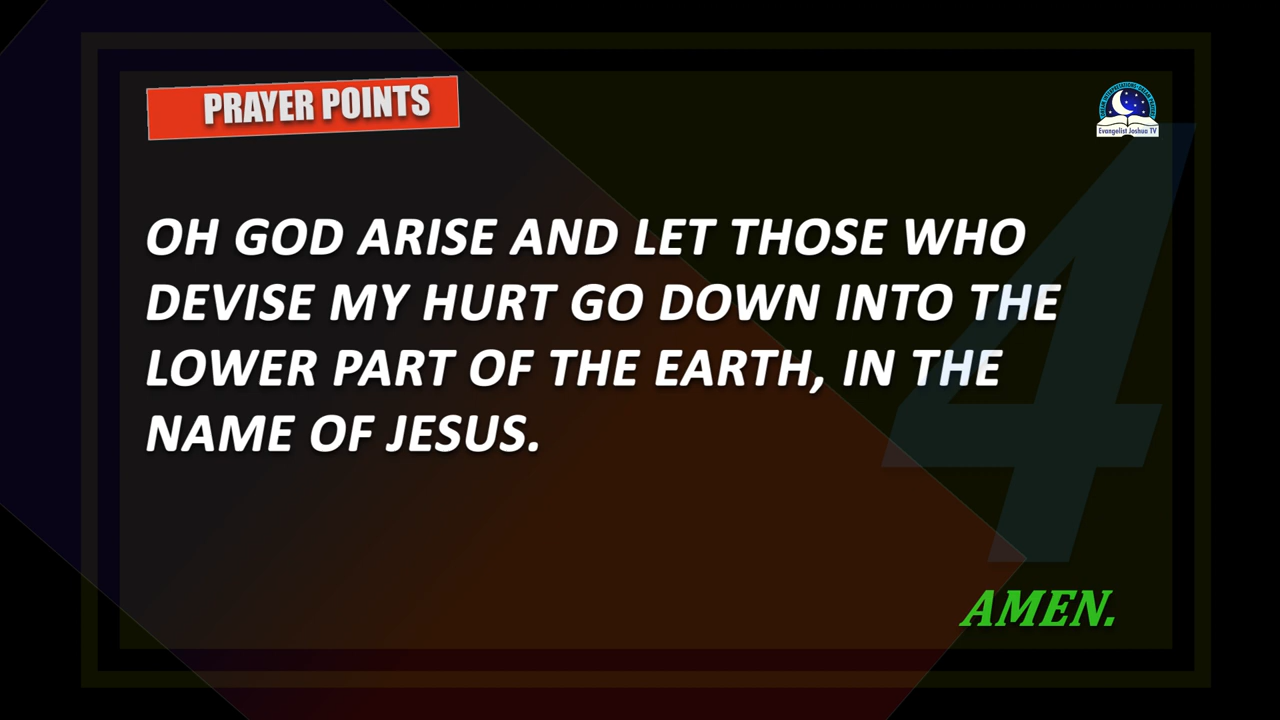 PRAYER POINTS
Evangelist Joshua TV
OH GOD ARISE AND LET THOSE WHO
DEVISE MY HURT GO DOWN INTO THE
LOWER PART OF THE EARTH, IN THE
NAME OF JESUS.
4
AMEN.